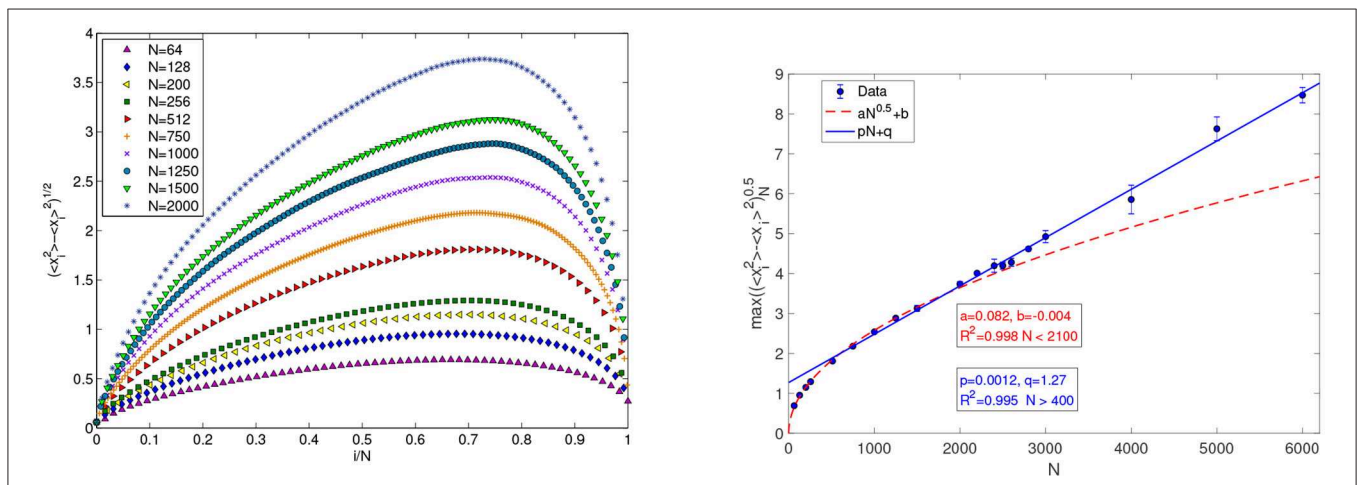 4
3.5
3
2.5
2
1.5
1
0.5
0
0 0.1 0.2 0.3 0.4 0.5 0.6 0.7 0.8 0.9 1
i/N
(<x_i^2>-<x_i>^2)^{1/2}
N=64
N=128
N=200
N=256
N=512
N=750
N=1000
N=1250
N=1500
N=2000
9
8
7
6
5
4
3
2
1
0
0 1000 2000 3000 4000 5000 6000
N
max((<x_i^2>-<x_i>^2)_N^{0.5}
Data
aN^{0.5}+b
pN+q
a=0.082, b=-0.004
R^2=0.998 N < 2100
p=0.0012, q=1.27
R^2=0.995 N > 400